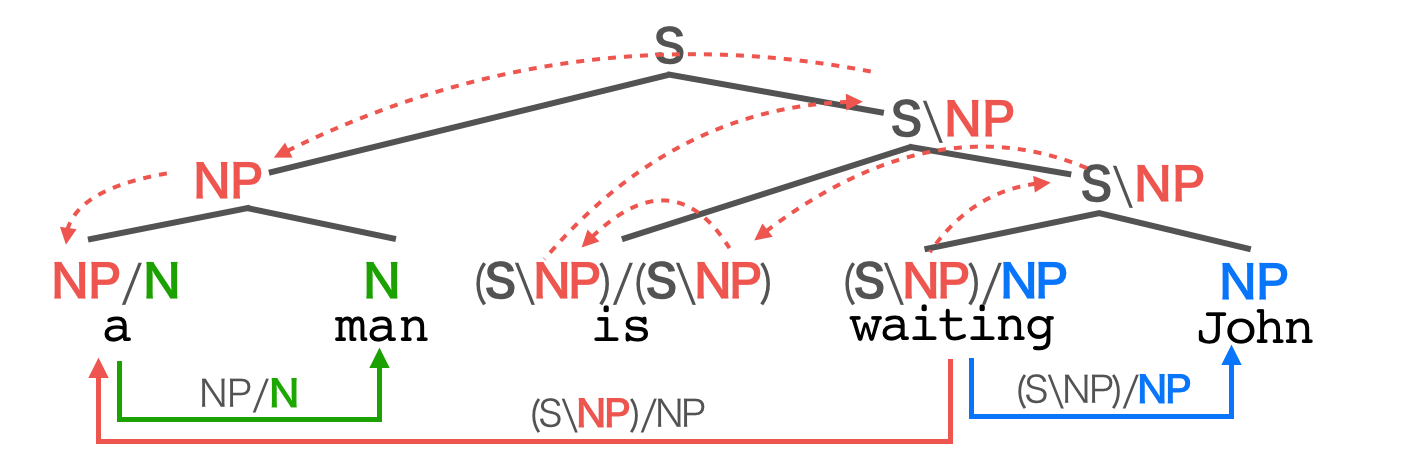 S
S\NP
NP
S\NP
NP/N N (S\NP)/(S\NP) (S\NP)/NP NP
a man is waiting John
NP/N (S\NP)/NP (S\NP)/NP